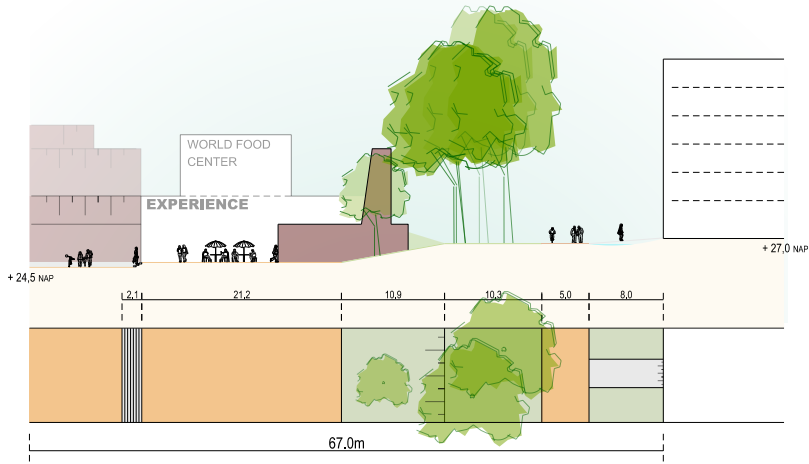 WORLD FOOD
CENTER
EXPERIENCE
+ 27,0 NAP
+ 24,5 NAP
2,1
21,2
10,9
10,3
5,0
8,0
67.0m